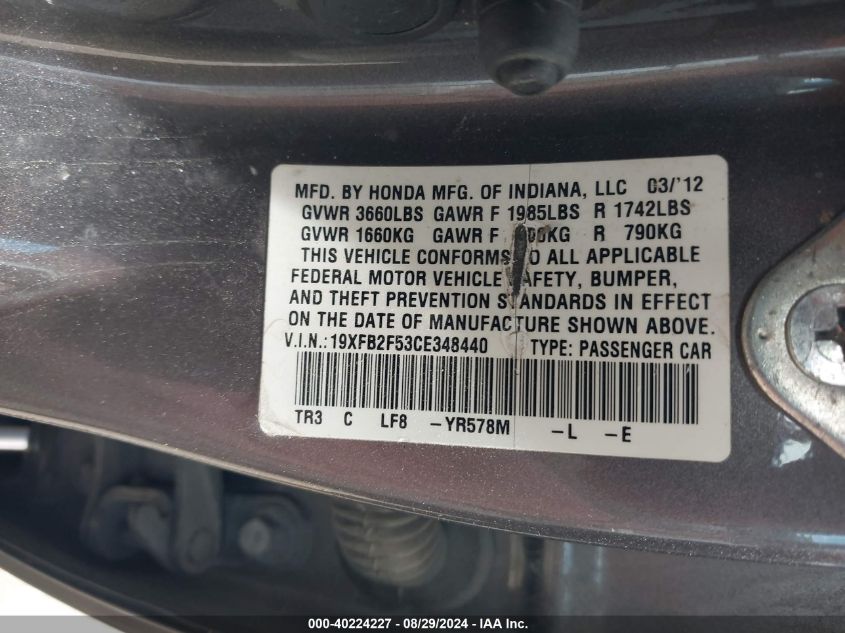 MFD. BY HONDA MFG. OF INDIANA, LLC 03/'12
GVWR 3660LBS GAWR F 1985LBS R 1742LBS
GVWR 1660KG GAWR F R 790KG
THIS VEHICLE CONFORMS TO ALL APPLICABLE
FEDERAL MOTOR VEHICLE SAFETY, BUMPER,
AND THEFT PREVENTION STANDARDS IN EFFECT
ON THE DATE OF MANUFACTURE SHOWN ABOVE.
V.I.N.:19XFB2F53CE348440 TYPE: PASSENGER CAR
TR3 C LF8 -YR578M -L -E
000-40224227 - 08/29/2024 - IAA Inc.